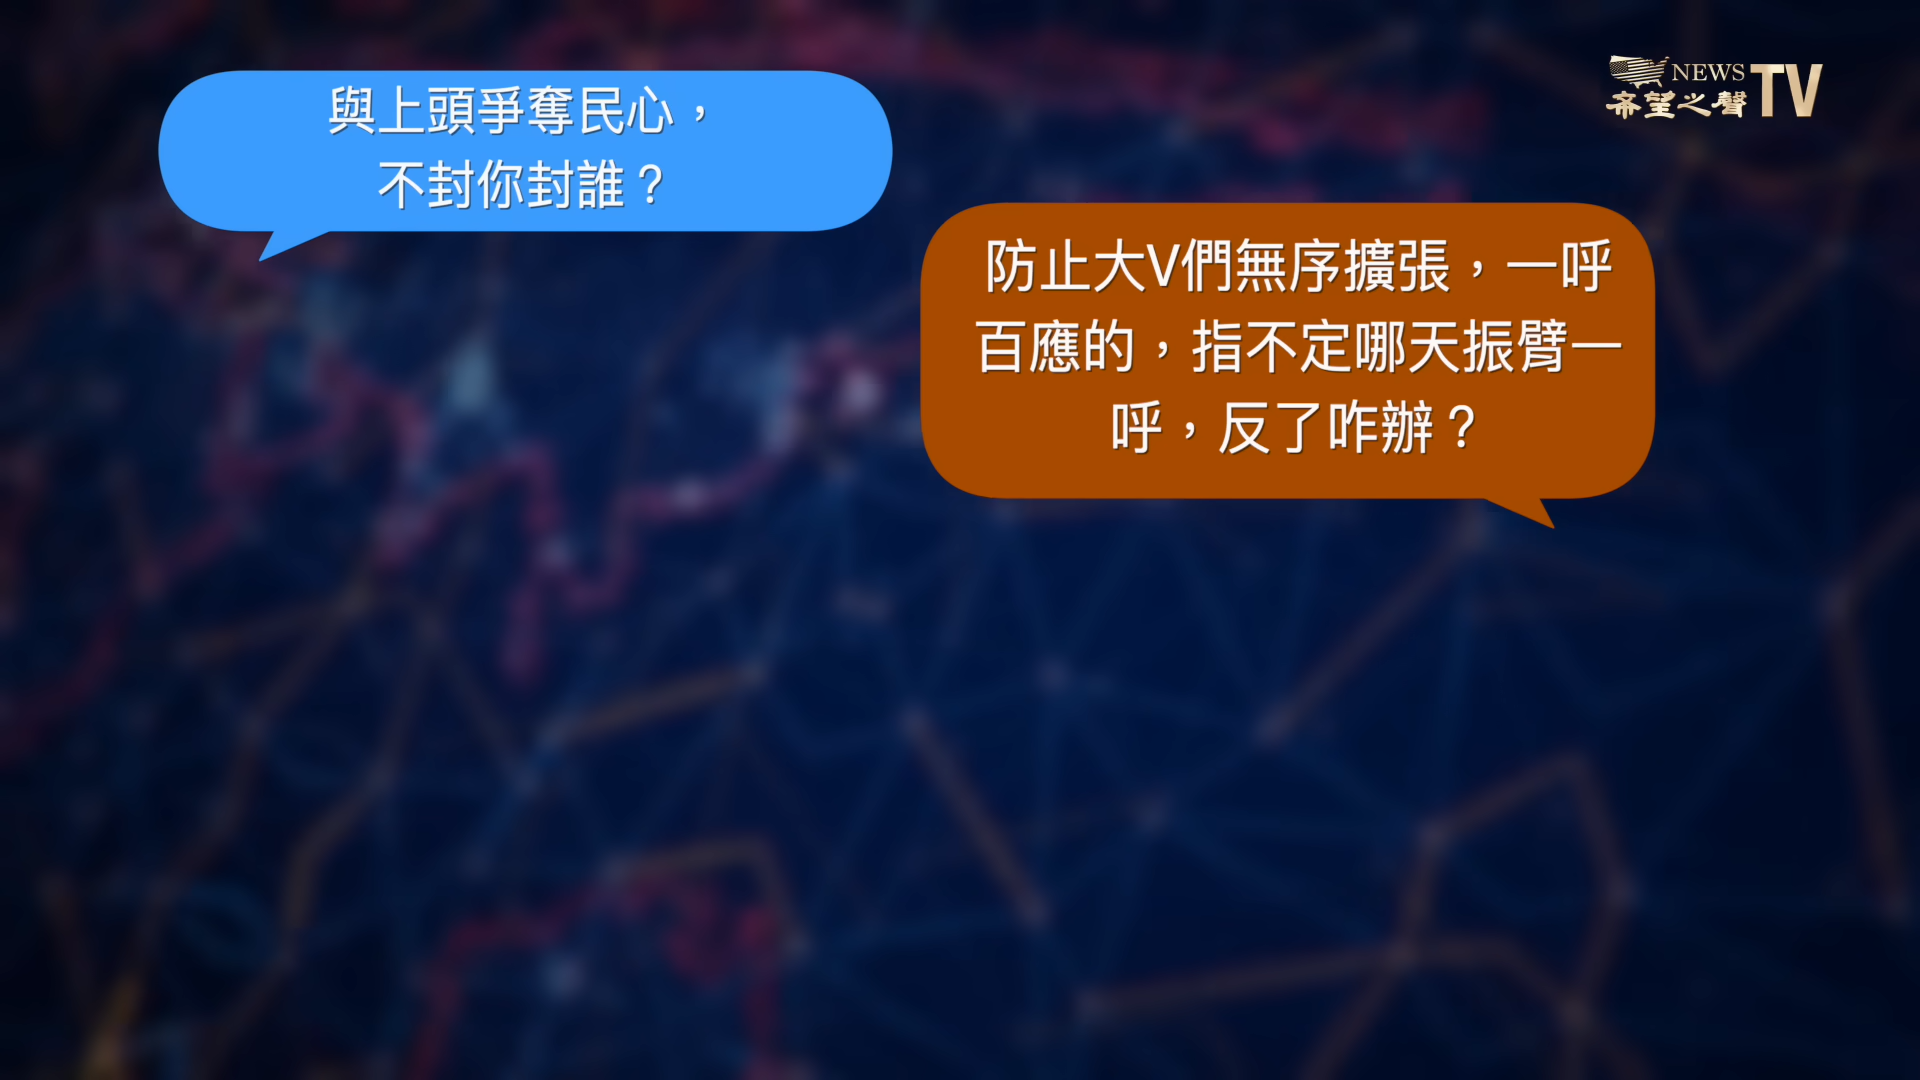 與上頭爭奪民心，
不封你封誰？
NEWS
希望之聲TV
防止大V們無序擴張，一呼
百應的，指不定哪天振臂一
呼，反了咋辦？